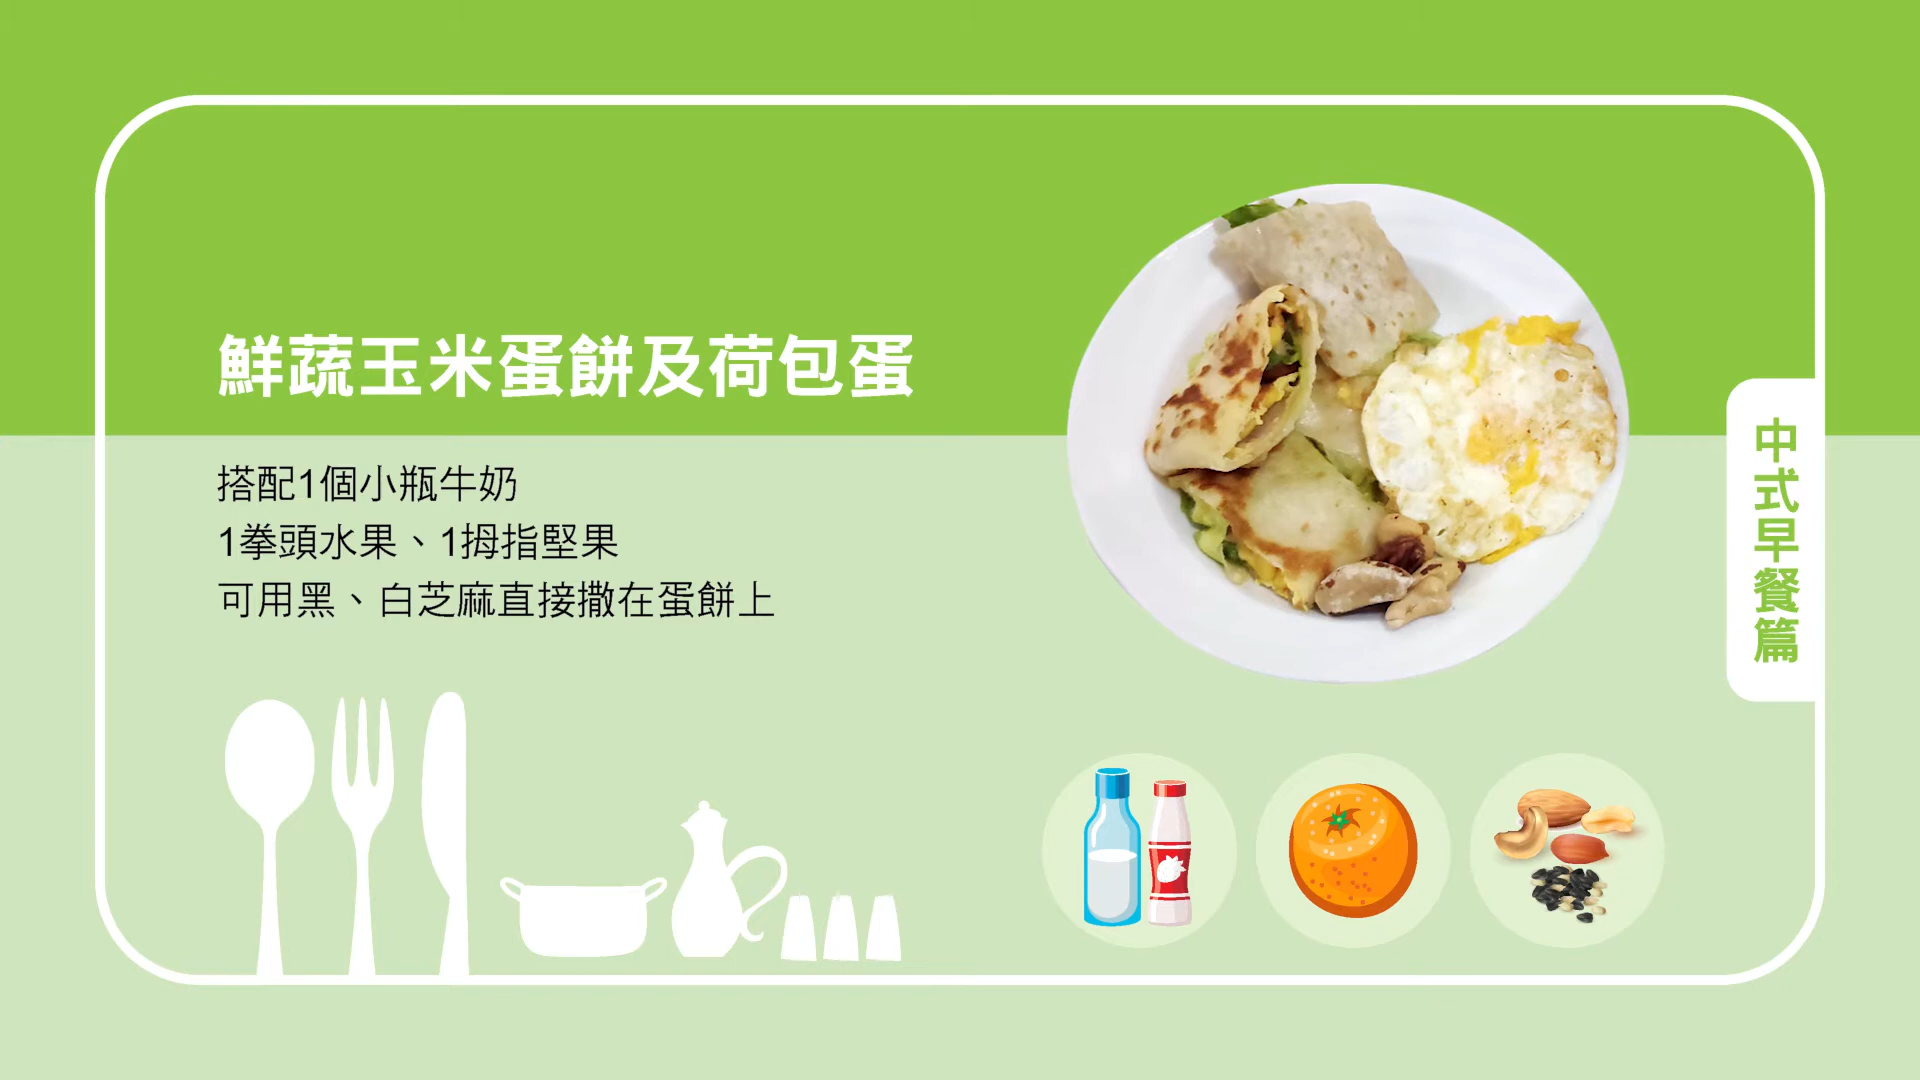 鮮蔬玉米蛋餅及荷包蛋
搭配1個小瓶牛奶
1拳頭水果、1拇指堅果
可用黑、白芝麻直接撒在蛋餅上
中式早餐篇